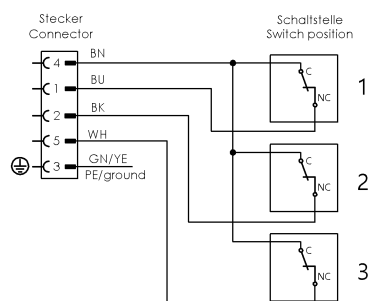 Stecker
Connector
Schaltstelle
Switch position
4 BN
1 BU
2 BK
5 WH
3 GN/YE
PE/ground
C
NC
1
C
NC
2
C
NC
3